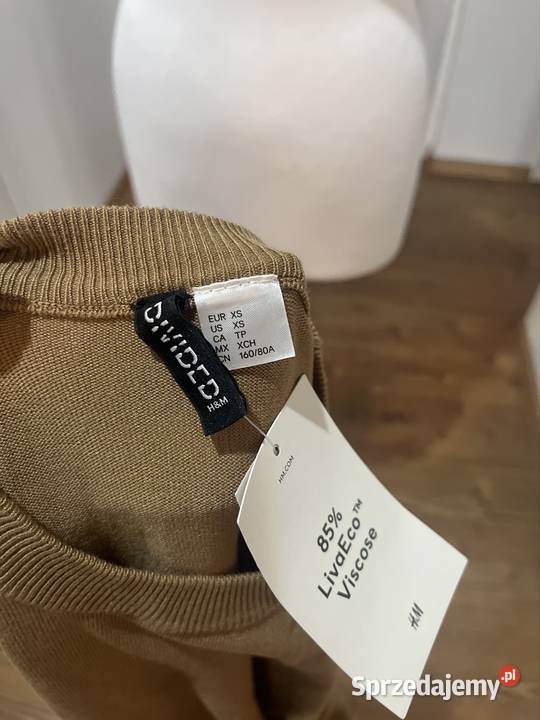 DIVIDED
H&M
EUR XS
US XS
CA TP
MX XCH
CN 160/80A
HM.COM
85%
LivaEco™
Viscose
H&M
Sprzedajemy.pl